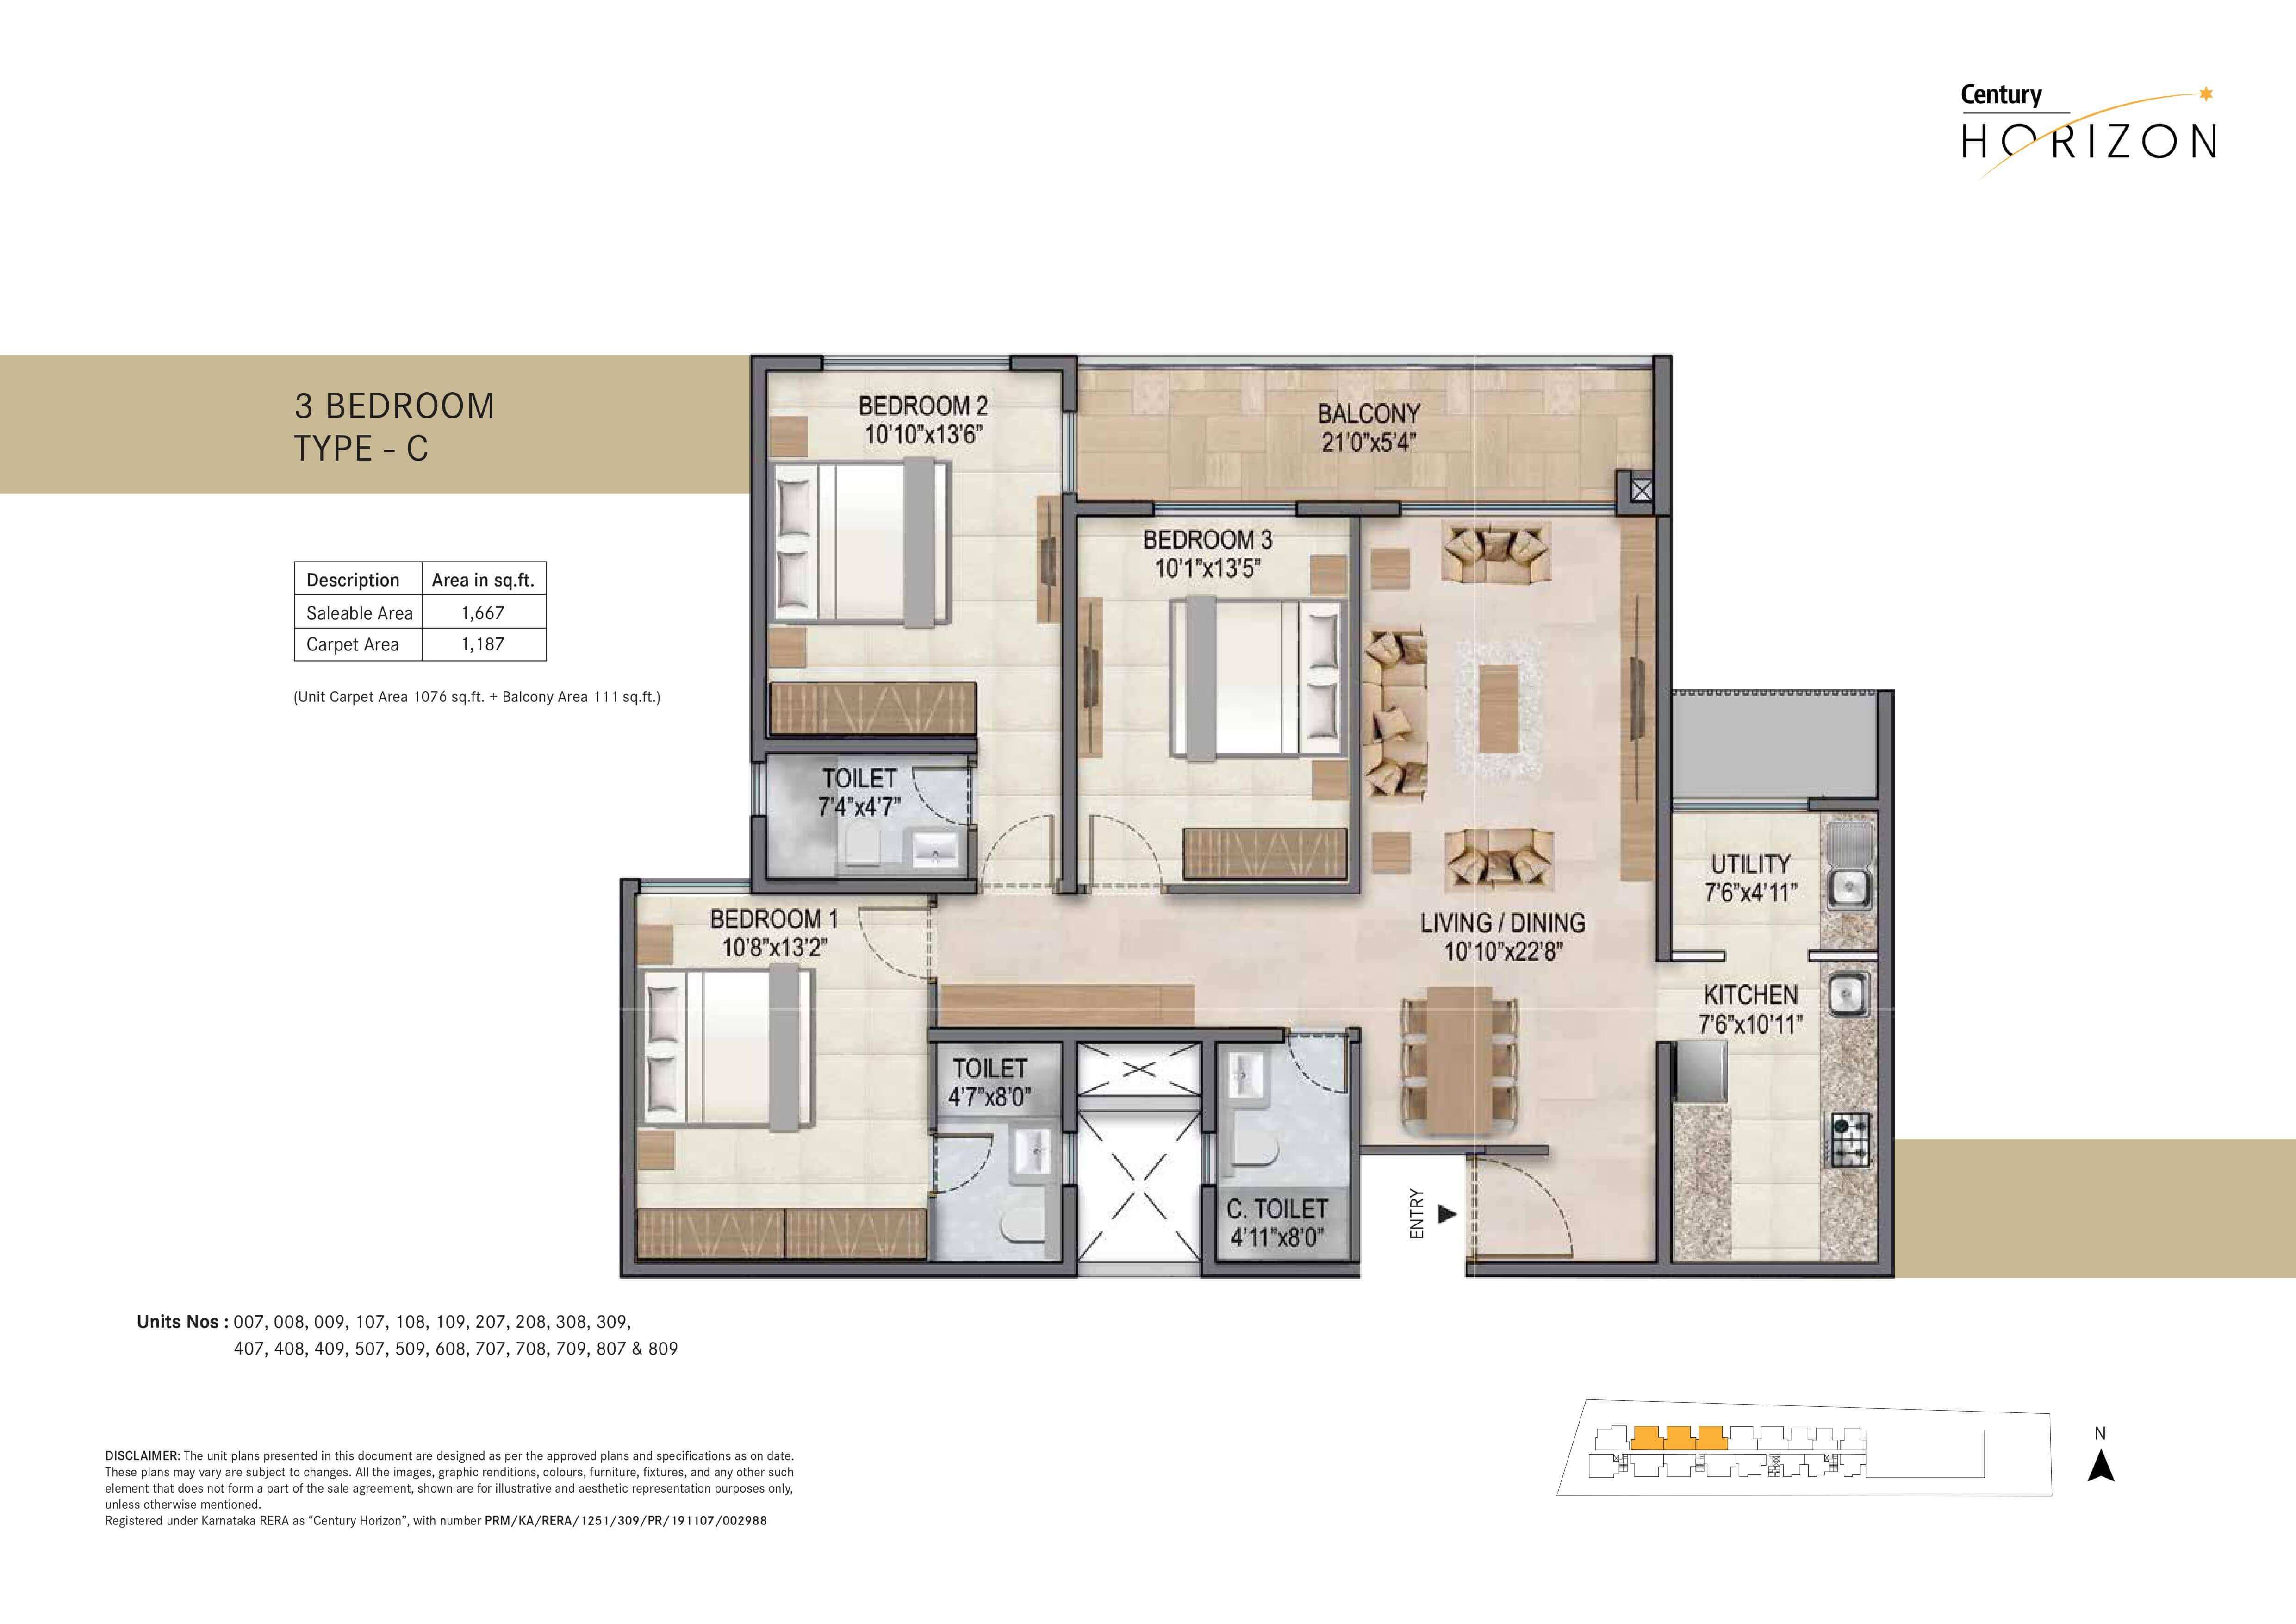 Century
HORIZON
3 BEDROOM
TYPE - C
Description Area in sq.ft.
Saleable Area 1,667
Carpet Area 1,187
(Unit Carpet Area 1076 sq.ft. + Balcony Area 111 sq.ft.)
BEDROOM 2
10'10”x13'6”
BALCONY
21'0”x5'4”
BEDROOM 3
10'1”x13'5”
TOILET
7'4”x4'7”
UTILITY
7'6”x4'11”
BEDROOM 1
10'8”x13'2”
LIVING / DINING
10'10”x22'8”
KITCHEN
7'6”x10'11”
TOILET
4'7”x8'0”
C. TOILET
4'11”x8'0”
ENTRY
Units Nos : 007, 008, 009, 107, 108, 109, 207, 208, 308, 309,
407, 408, 409, 507, 509, 608, 707, 708, 709, 807 & 809
N
DISCLAIMER: The unit plans presented in this document are designed as per the approved plans and specifications as on date.
These plans may vary are subject to changes. All the images, graphic renditions, colours, furniture, fixtures, and any other such
element that does not form a part of the sale agreement, shown are for illustrative and aesthetic representation purposes only,
unless otherwise mentioned.
Registered under Karnataka RERA as “Century Horizon”, with number PRM/KA/RERA/1251/309/PR/191107/002988